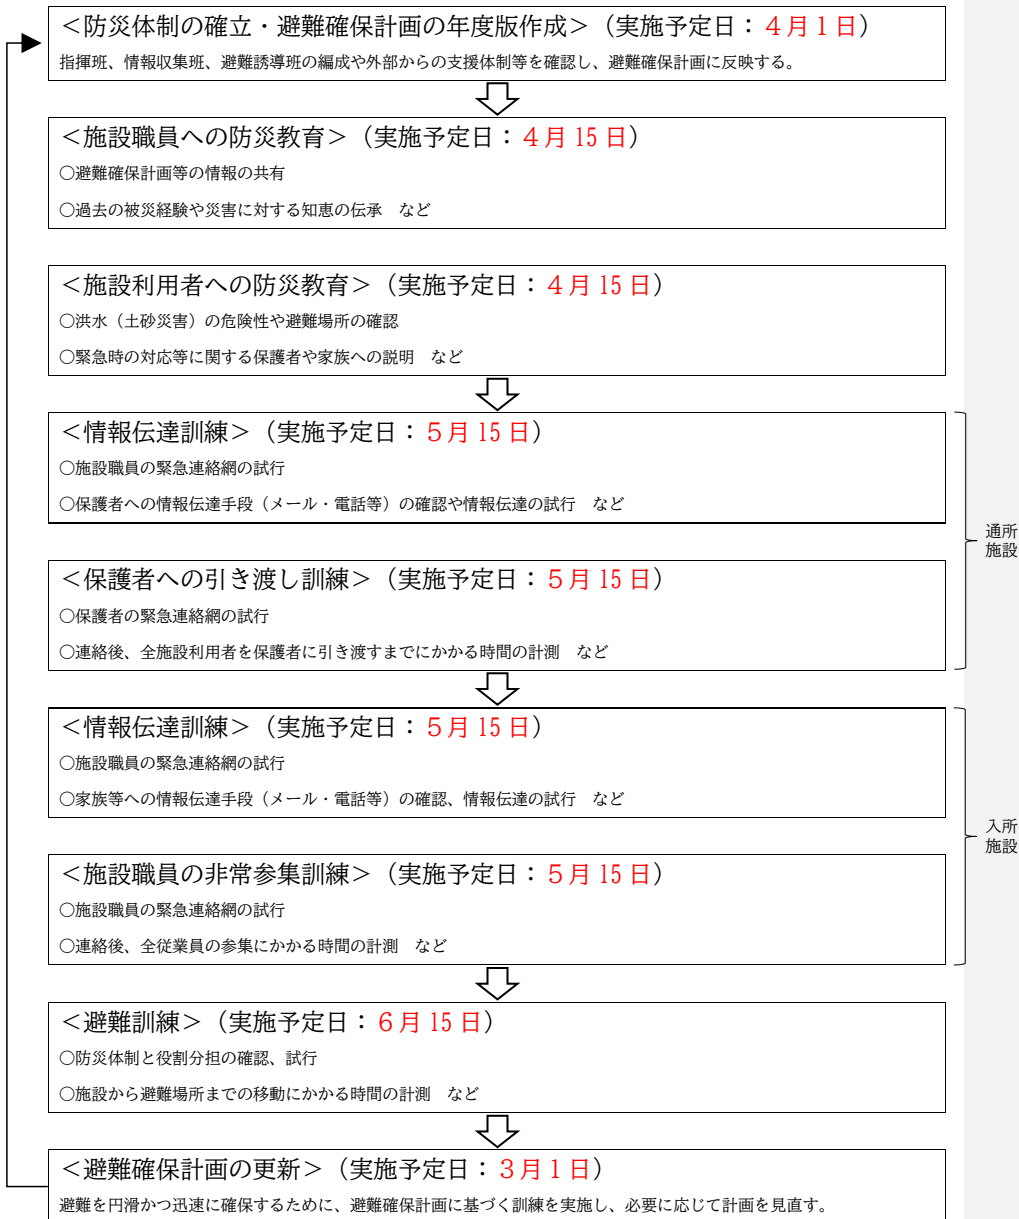 ＜防災体制の確立・避難確保計画の年度版作成＞（実施予定日：４月１日）
指揮班、情報収集班、避難誘導班の編成や外部からの支援体制等を確認し、避難確保計画に反映する。
＜施設職員への防災教育＞（実施予定日：４月 15 日）
○避難確保計画等の情報の共有
○過去の被災経験や災害に対する知恵の伝承　など
＜施設利用者への防災教育＞（実施予定日：４月 15 日）
○洪水（土砂災害）の危険性や避難場所の確認
○緊急時の対応等に関する保護者や家族への説明　など
＜情報伝達訓練＞（実施予定日：５月 15 日）
○施設職員の緊急連絡網の試行
○保護者への情報伝達手段（メール・電話等）の確認や情報伝達の試行　など
＜保護者への引き渡し訓練＞（実施予定日：５月 15 日）
○保護者の緊急連絡網の試行
○連絡後、全施設利用者を保護者に引き渡すまでにかかる時間の計測　など
通所
施設
＜情報伝達訓練＞（実施予定日：５月 15 日）
○施設職員の緊急連絡網の試行
○家族等への情報伝達手段（メール・電話等）の確認、情報伝達の試行　など
＜施設職員の非常参集訓練＞（実施予定日：５月 15 日）
○施設職員の緊急連絡網の試行
○連絡後、全従業員の参集にかかる時間の計測　など
入所
施設
＜避難訓練＞（実施予定日：６月 15 日）
○防災体制と役割分担の確認、試行
○施設から避難場所までの移動にかかる時間の計測　など
＜避難確保計画の更新＞（実施予定日：３月１日）
避難を円滑かつ迅速に確保するために、避難確保計画に基づく訓練を実施し、必要に応じて計画を見直す。